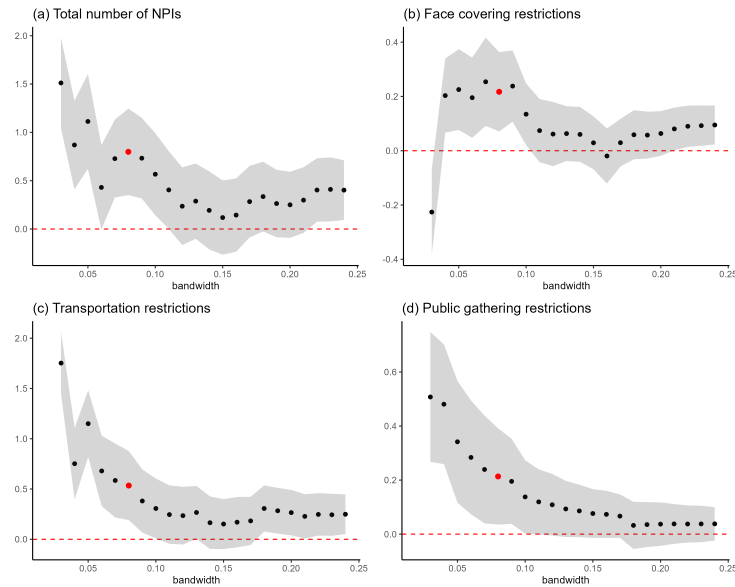 (a) Total number of NPIs
2.0
1.5
1.0
0.5
0.0
0.05 0.10 0.15 0.20 0.25
bandwidth
(b) Face covering restrictions
0.4
0.2
0.0
-0.2
-0.4
0.05 0.10 0.15 0.20 0.25
bandwidth
(c) Transportation restrictions
2.0
1.5
1.0
0.5
0.0
0.05 0.10 0.15 0.20 0.25
bandwidth
(d) Public gathering restrictions
0.6
0.4
0.2
0.0
0.05 0.10 0.15 0.20 0.25
bandwidth